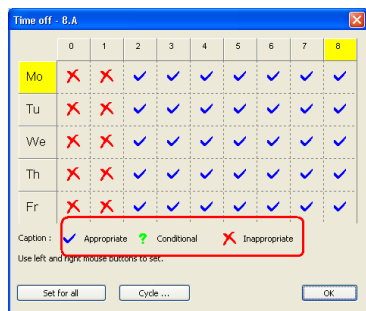 Time off - 8.A
0 1 2 3 4 5 6 7 8
Mo
Tu
We
Th
Fr
Caption : Appropriate ? Conditional Inappropriate
Use left and right mouse buttons to set.
Set for all Cycle ... OK